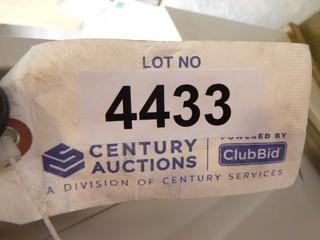 LOT NO
4433
CENTURY AUCTIONS
POWERED BY ClubBid
A DIVISION OF CENTURY SERVICES